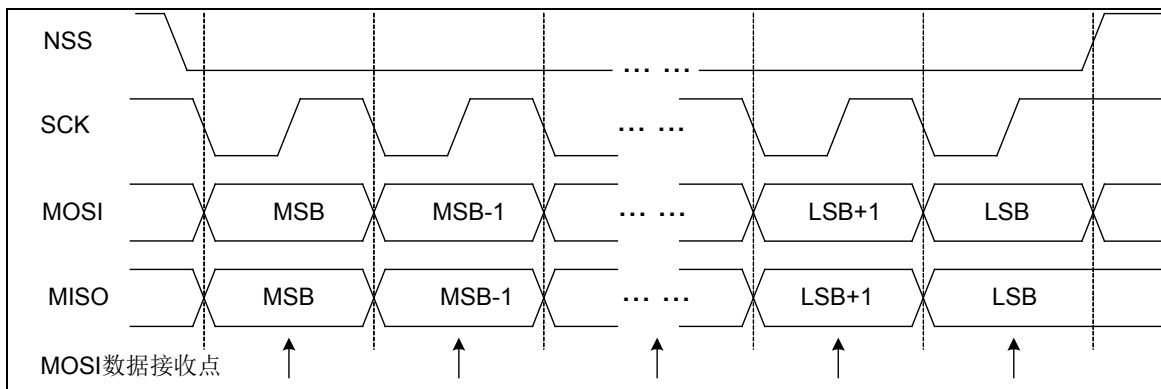 NSS
... ...
SCK
... ...
MOSI MSB MSB-1 ... ... LSB+1 LSB
MISO MSB MSB-1 ... ... LSB+1 LSB
MOSI数据接收点